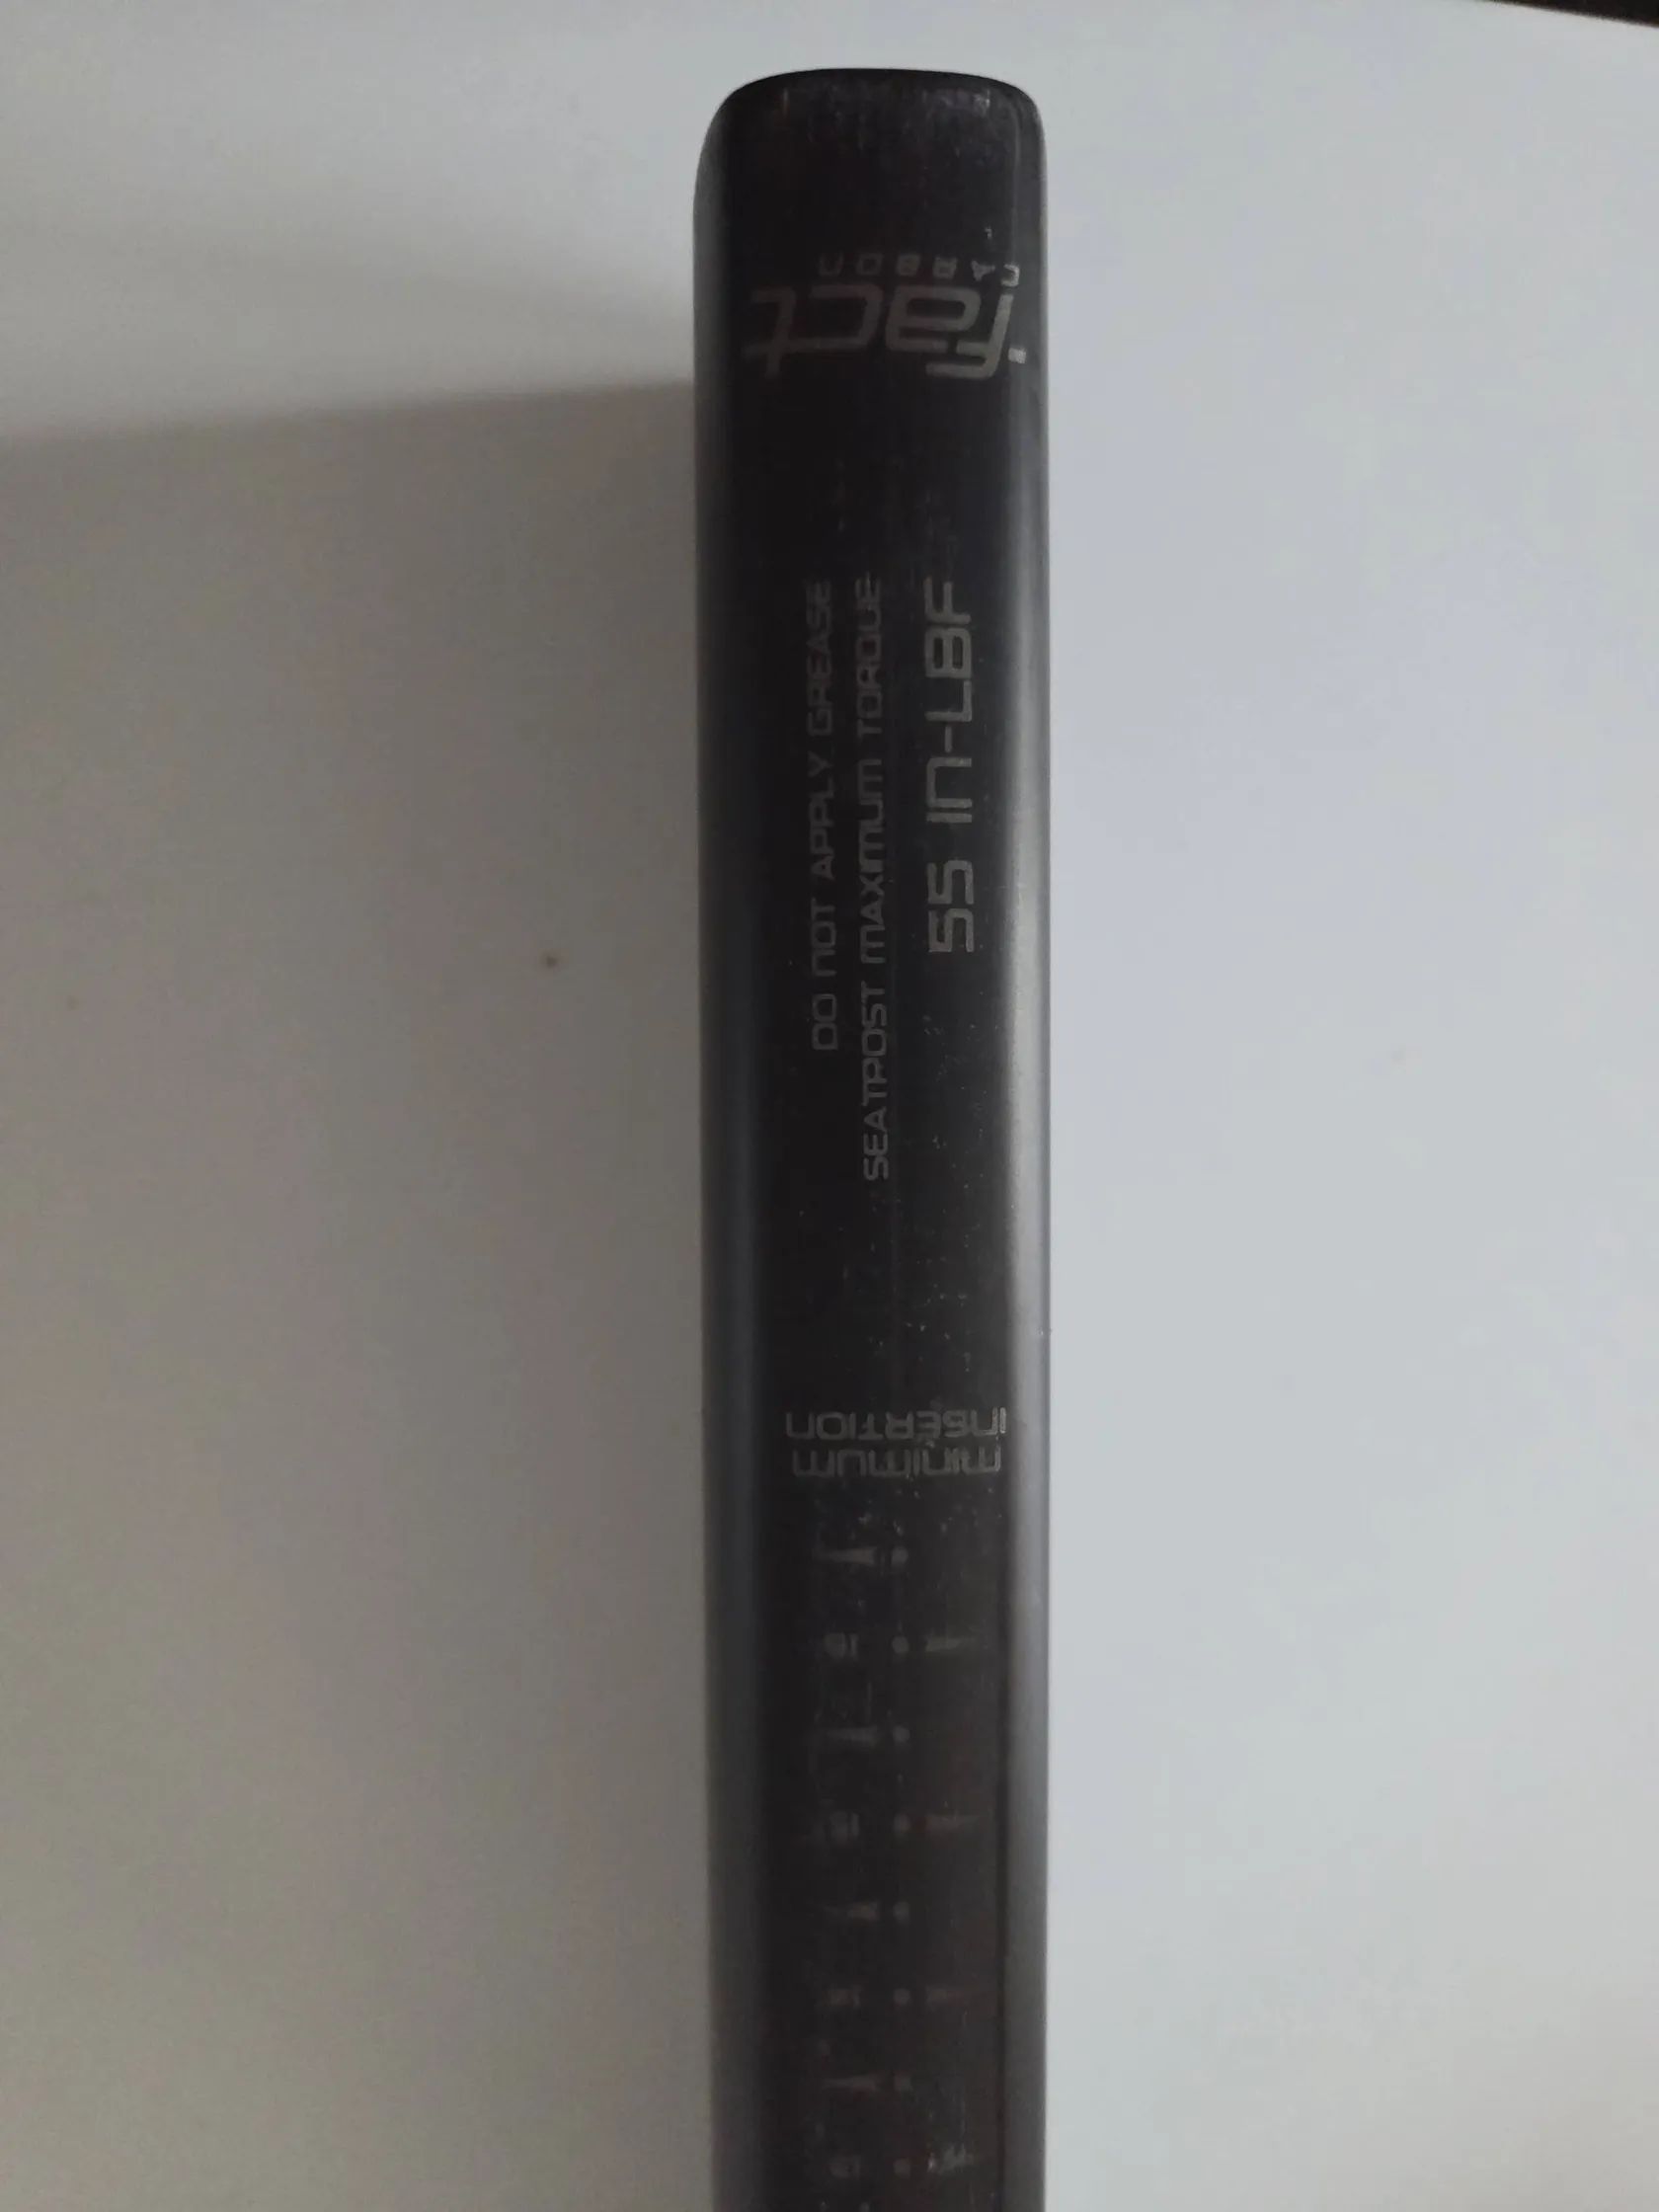 fact
CARBON
DO NOT APPLY GREASE
SEATPOST MAXIMUM TORQUE
55 IN-LBF
MINIMUM
INSERTION